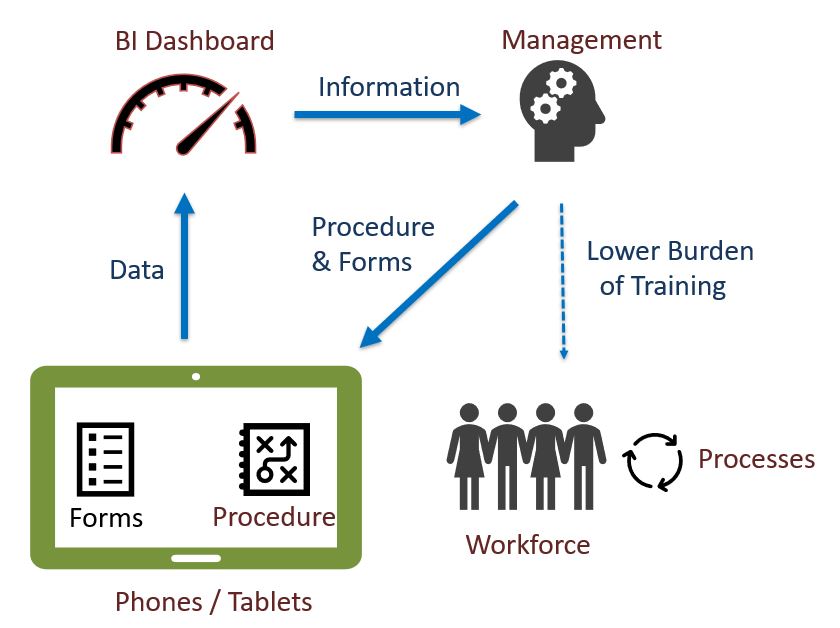 BI Dashboard
Management
Information
Procedure
& Forms
Data
Lower Burden
of Training
Forms
Procedure
Processes
Workforce
Phones / Tablets